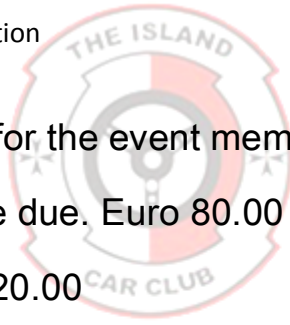 tion
THE ISLAND
for the event mem
e due. Euro 80.00
20.00
CAR CLUB